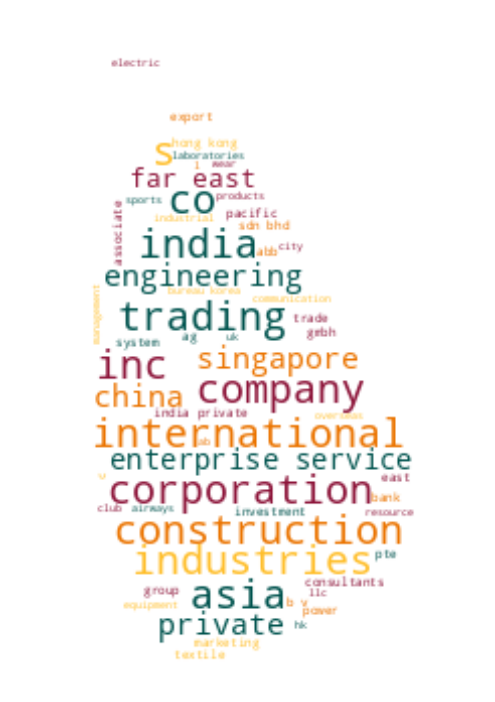 electric
export
s
hong kong
laboratories
l wear
far east
sports
co
products
associate
industrial
pacific
sdn bhd
india
abb
city
engineering
management
bureau korea
communication
trading
trade
gmbh
system
ag
uk
inc
singapore
china
company
india private
overseas
international
ab
enterprise service
v
corporation
east
bank
club
airways
investment
resource
construction
industries
pte
consultants
group
llc
asia
equipment
b v
power
private
hk
marketing
textile